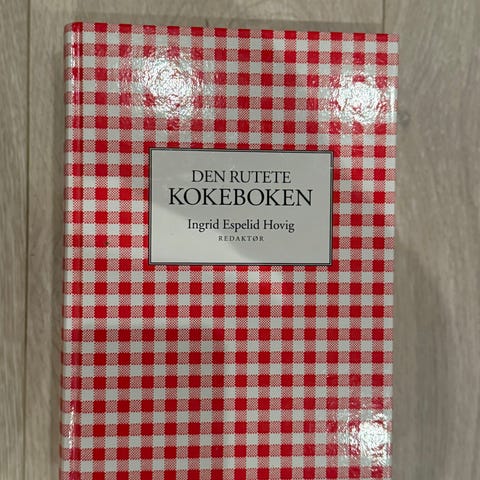 DEN RUTETE
KOKEBOKEN
Ingrid Espelid Hovig
REDAKTØR